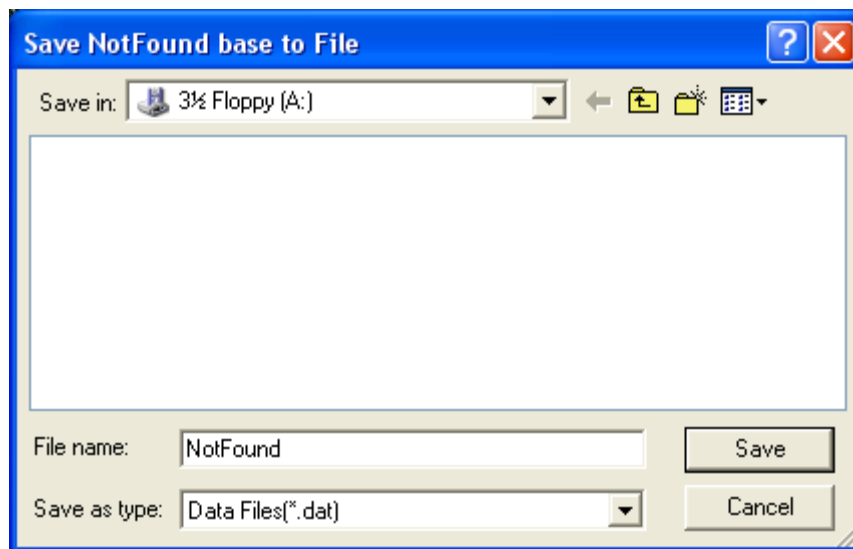 Save NotFound base to File
Save in: 3½ Floppy (A:)
File name: NotFound Save
Save as type: Data Files(*.dat) Cancel